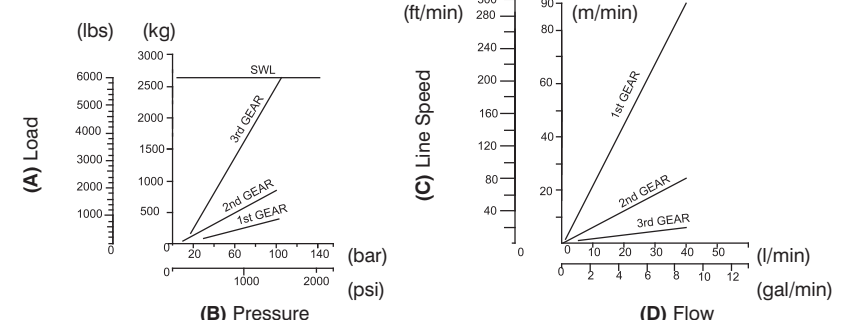 (lbs) (kg)
3000
SWL
6000 2500
5000
4000 2000
3000 1500
2000 1000
1000 500
0 0
3rd GEAR
2nd GEAR
1st GEAR
20 60 100 140 (bar)
0 1000 2000 (psi)
(A) Load
(B) Pressure
(ft/min) (m/min)
280 80
90
240
200 60
160
120 40
80
40 20
0
1st GEAR
2nd GEAR
3rd GEAR
0 10 20 30 40 50 (l/min)
0 2 4 6 8 10 12 (gal/min)
(C) Line Speed
(D) Flow